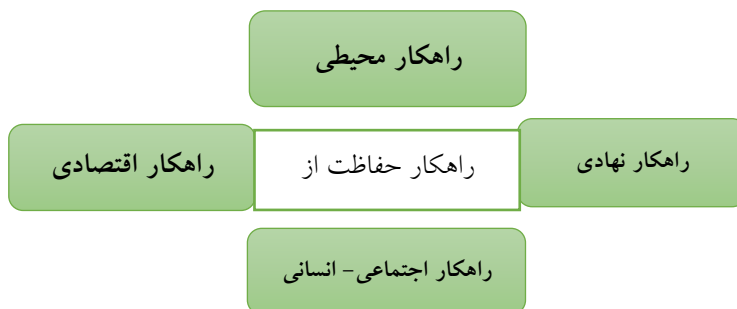 راهکار محیطی
راهکار نهادی
راهکار حفاظت از
راهکار اقتصادی
راهکار اجتماعی- انسانی